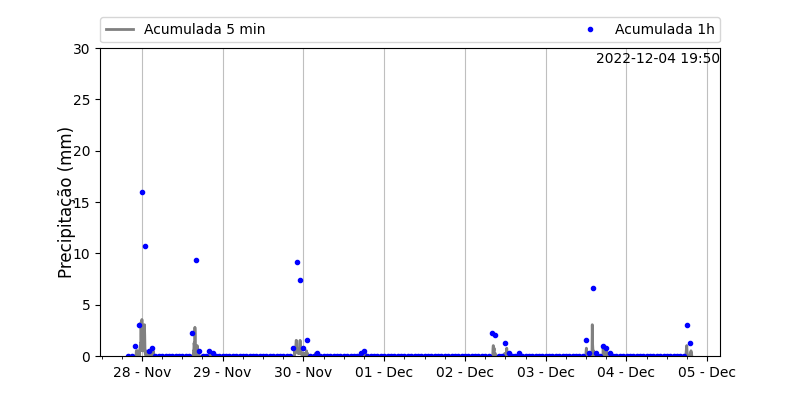 Acumulada 5 min
Acumulada 1h
2022-12-04 19:50
Precipitação (mm)
30
25
20
15
10
5
0
28 - Nov
29 - Nov
30 - Nov
01 - Dec
02 - Dec
03 - Dec
04 - Dec
05 - Dec